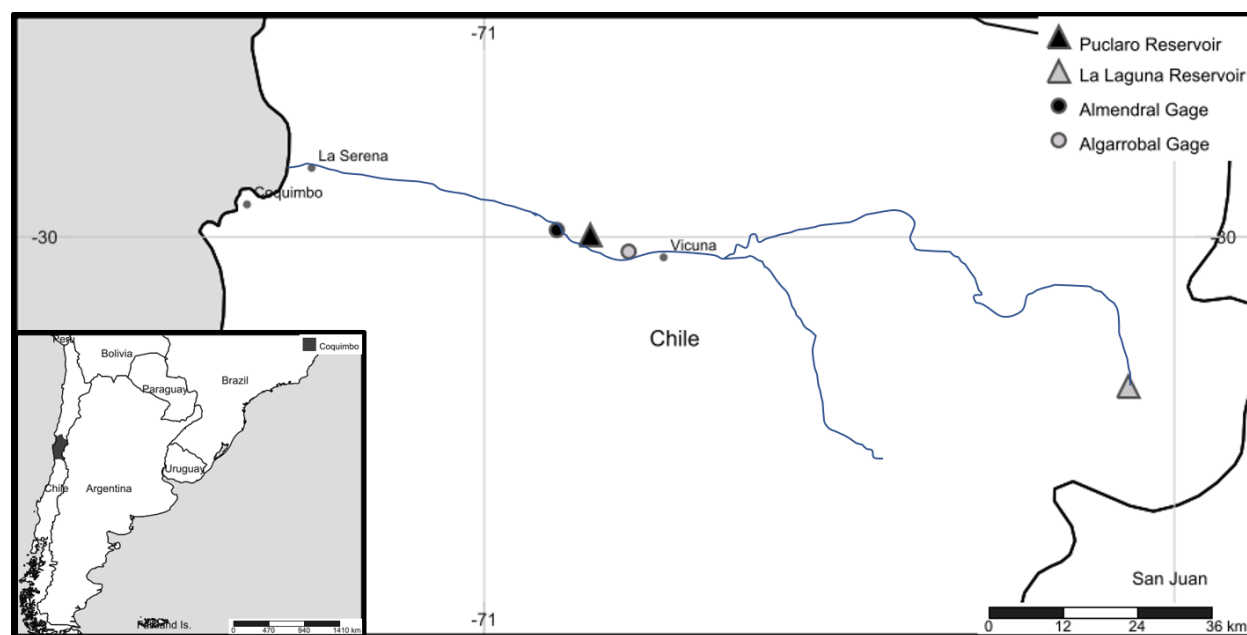 -71
Puclaro Reservoir
La Laguna Reservoir
Almendral Gage
Algarrobal Gage
La Serena
Coquimbo
-30
Vicuna
-30
Chile
Peru
Bolivia
Coquimbo
Paraguay
Brazil
Uruguay
Chile
Argentina
Falkland Is.
0 470 940 1410 km
San Juan
-71
0 12 24 36 km